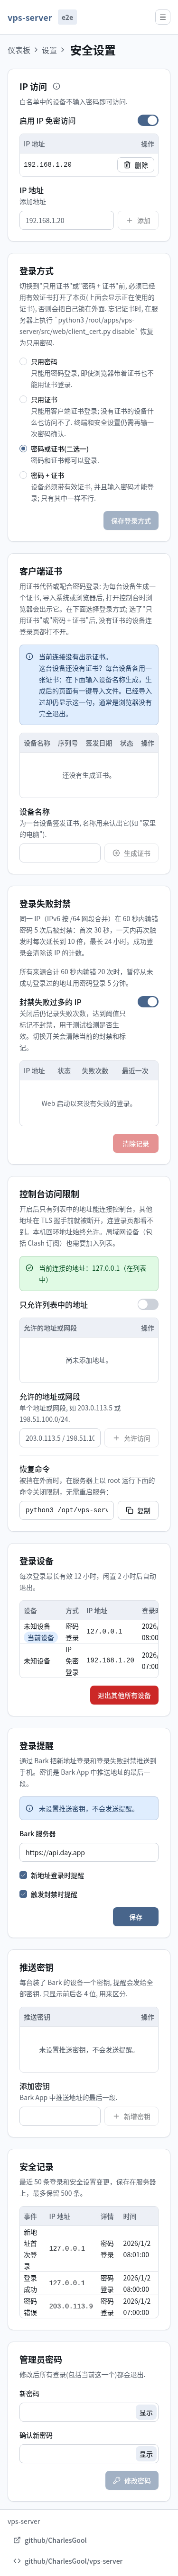 vps-server e2e
仪表板 > 设置 > 安全设置
IP 访问
白名单中的设备不输入密码即可访问.
启用 IP 免密访问
IP 地址 操作
192.168.1.20 删除
IP 地址
添加地址
192.168.1.20 添加
登录方式
切换到"只用证书"或"密码 + 证书"前, 必须已经
用有效证书打开了本页(上面会显示正在使用的
证书), 否则会把自己锁在外面. 忘记证书时, 在服
务器上执行 `python3 /root/apps/vps-
server/src/web/client_cert.py disable` 恢复
为只用密码.
只用密码
只能用密码登录, 即使浏览器带着证书也不
能用证书登录.
只用证书
只能用客户端证书登录; 没有证书的设备什
么也访问不了. 终端和安全设置仍需再输一
次密码确认.
密码或证书(二选一)
密码和证书都可以登录.
密码 + 证书
设备必须带有效证书, 并且输入密码才能登
录; 只有其中一样不行.
保存登录方式
客户端证书
用证书代替或配合密码登录: 为每台设备生成一
个证书, 导入系统或浏览器后, 打开控制台时浏
览器会出示它。在下面选择登录方式; 选了"只
用证书"或"密码 + 证书"后, 没有证书的设备连
登录页都打不开。
当前连接没有出示证书。
这台设备还没有证书? 每台设备各用一
张证书: 在下面输入设备名称生成, 生
成后的页面有一键导入文件。已经导入
过却仍显示这一句, 通常是浏览器没有
完全退出。
设备名称 序列号 签发日期 状态 操作
还没有生成证书。
设备名称
为一台设备签发证书, 名称用来认出它(如 "家里
的电脑").
生成证书
登录失败封禁
同一 IP（IPv6 按 /64 网段合并）在 60 秒内输错
密码 5 次后被封禁：首次 30 秒，一天内再次触
发时每次延长到 10 倍，最长 24 小时。成功登
录会清除该 IP 的计数。
所有来源合计 60 秒内输错 20 次时，暂停从未
成功登录过的地址用密码登录 5 分钟。
封禁失败过多的 IP
关闭后仍记录失败次数，达到阈值只
标记不封禁，用于测试检测是否生
效。切换开关会清除当前的封禁和标
记。
IP 地址 状态 失败次数 最近一次
Web 启动以来没有失败的登录。
清除记录
控制台访问限制
开启后只有列表中的地址能连接控制台，其他
地址在 TLS 握手前就被断开，连登录页都看不
到。本机回环地址始终允许。局域网设备（包
括 Clash 订阅）也需要加入列表。
当前连接的地址：127.0.0.1（在列表
中）
只允许列表中的地址
允许的地址或网段 操作
尚未添加地址。
允许的地址或网段
单个地址或网段, 如 203.0.113.5 或
198.51.100.0/24.
203.0.113.5 / 198.51.10 允许访问
恢复命令
被挡在外面时，在服务器上以 root 运行下面的
命令关闭限制，无需重启服务：
python3 /opt/vps-serv 复制
登录设备
每次登录最长有效 12 小时，闲置 2 小时后自动
退出。
设备 方式 IP 地址 登录时
未知设备 当前设备 密码登录 127.0.0.1 2026/ 08:00
未知设备 IP 免密登录 192.168.1.20 2026/ 07:00
退出其他所有设备
登录提醒
通过 Bark 把新地址登录和登录失败封禁推送到
手机。密钥是 Bark App 中推送地址的最后一
段。
未设置推送密钥，不会发送提醒。
Bark 服务器
https://api.day.app
新地址登录时提醒
触发封禁时提醒
保存
推送密钥
每台装了 Bark 的设备一个密钥, 提醒会发给全
部密钥. 只显示前后各 4 位, 用来区分.
推送密钥 操作
未设置推送密钥，不会发送提醒。
添加密钥
Bark App 中推送地址的最后一段.
新增密钥
安全记录
最近 50 条登录和安全设置变更，保存在服务器
上，最多保留 500 条。
事件 IP 地址 详情 时间
新地址首次登录 127.0.0.1 密码登录 2026/1/2 08:01:00
登录成功 127.0.0.1 密码登录 2026/1/2 08:00:00
密码错误 203.0.113.9 密码登录 2026/1/2 07:00:00
管理员密码
修改后所有登录(包括当前这一个)都会退出.
新密码
显示
确认新密码
显示
修改密码
vps-server
github/CharlesGool
github/CharlesGool/vps-server